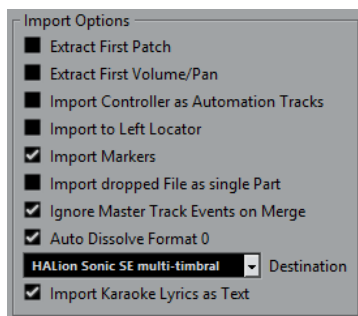 Import Options
Extract First Patch
Extract First Volume/Pan
Import Controller as Automation Tracks
Import to Left Locator
Import Markers
Import dropped File as single Part
Ignore Master Track Events on Merge
Auto Dissolve Format 0
HALion Sonic SE multi-timbral Destination
Import Karaoke Lyrics as Text